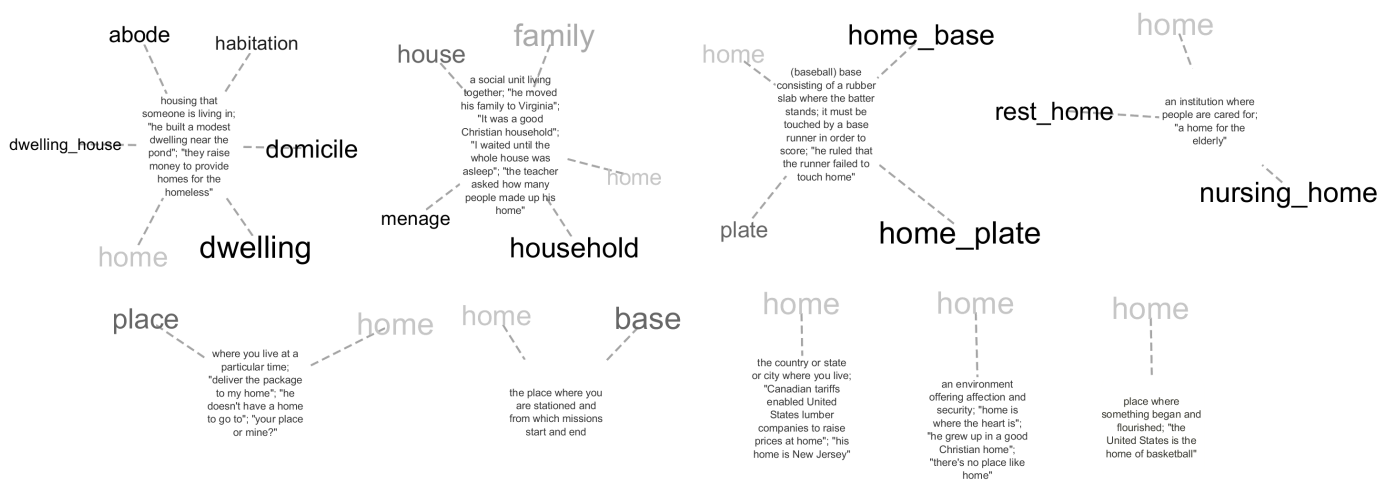 abode
habitation
housing that
someone is living in;
"he built a modest
dwelling near the
pond"; "they raise
money to provide
homes for the
homeless"
dwelling_house
domicile
home
dwelling
house
family
a social unit living
together; "he moved
his family to Virginia";
"It was a good
Christian household";
"I waited until the
whole house was
asleep"; "the teacher
asked how many
people made up his
home"
home
menage
household
home
home_base
(baseball) base
consisting of a rubber
slab where the batter
stands; it must be
touched by a base
runner in order to
score; "he ruled that
the runner failed to
touch home"
plate
home_plate
home
rest_home
an institution where
people are cared for;
"a home for the
elderly"
nursing_home
place
home
where you live at a
particular time;
"deliver the package
to my home"; "he
doesn't have a home
to go to"; "your place
or mine?"
home
base
the place where you
are stationed and
from which missions
start and end
home
the country or state
or city where you live;
"Canadian tariffs
enabled United
States lumber
companies to raise
prices at home"; "his
home is New Jersey"
home
an environment
offering affection and
security; "home is
where the heart is";
"he grew up in a good
Christian home";
"there's no place like
home"
home
place where
something began and
flourished; "the
United States is the
home of basketball"